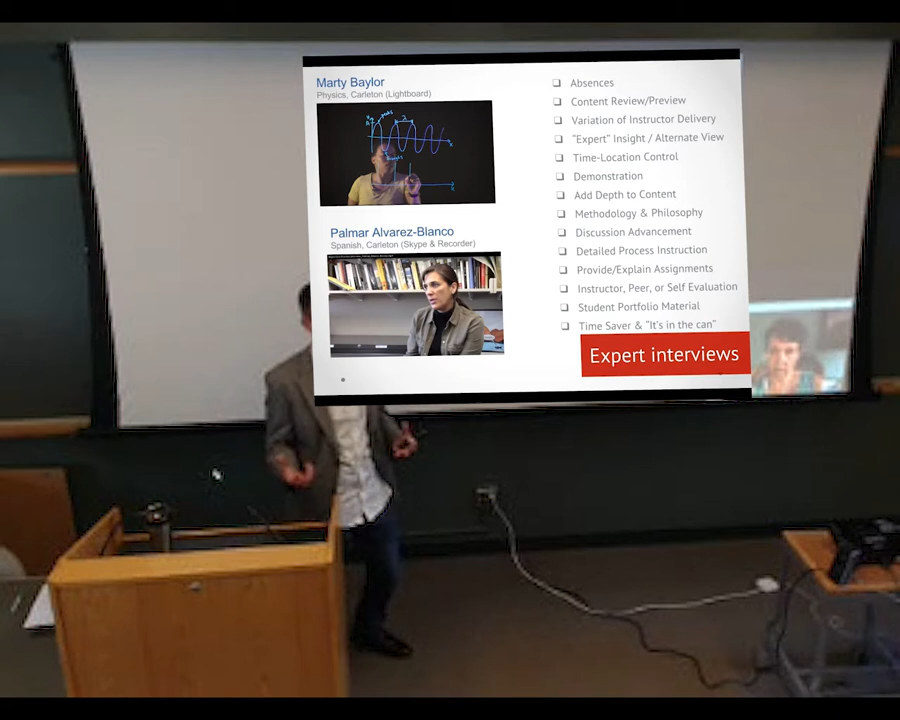 Marty Baylor
Physics, Carleton (Lightboard)
Palmar Alvarez-Blanco
Spanish, Carleton (Skype & Recorder)
Absences
Content Review/Preview
Variation of Instructor Delivery
"Expert" Insight / Alternate View
Time-Location Control
Demonstration
Add Depth to Content
Methodology & Philosophy
Discussion Advancement
Detailed Process Instruction
Provide/Explain Assignments
Instructor, Peer, or Self Evaluation
Student Portfolio Material
Time Saver & "It's in the can"
Expert interviews